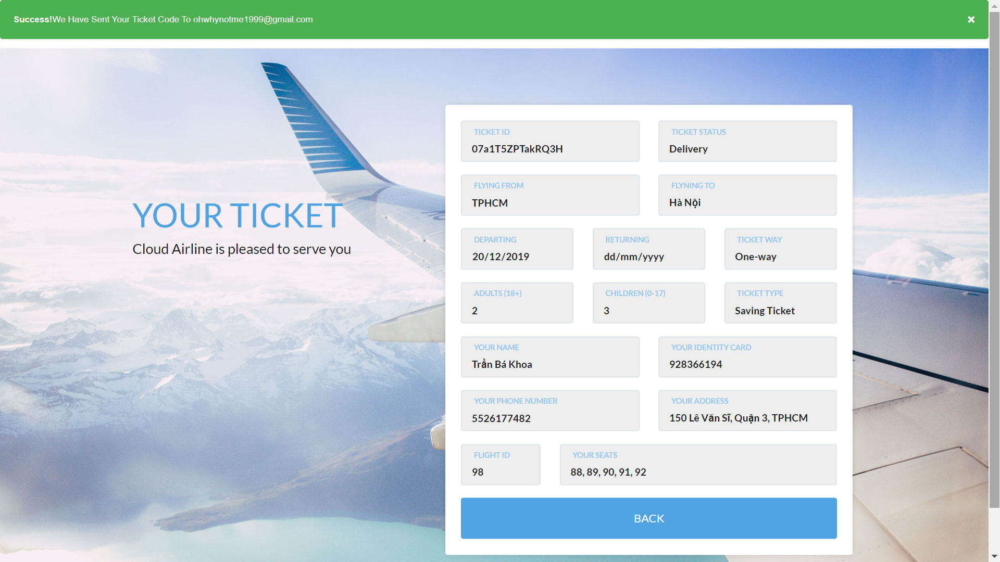 Success!We Have Sent Your Ticket Code To ohwhynotme1999@gmail.com
YOUR TICKET
Cloud Airline is pleased to serve you
TICKET ID
07a1T5ZPTakRQ3H
TICKET STATUS
Delivery
FLYING FROM
TPHCM
FLYNING TO
Hà Nội
DEPARTING
20/12/2019
RETURNING
dd/mm/yyyy
TICKET WAY
One-way
ADULTS (18+)
2
CHILDREN (0-17)
3
TICKET TYPE
Saving Ticket
YOUR NAME
Trần Bá Khoa
YOUR IDENTITY CARD
928366194
YOUR PHONE NUMBER
5526177482
YOUR ADDRESS
150 Lê Văn Sĩ, Quận 3, TPHCM
FLIGHT ID
98
YOUR SEATS
88, 89, 90, 91, 92
BACK